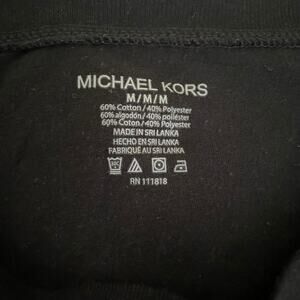 MICHAEL KORS
M/M/M
60% Cotton / 40% Polyester
60% algodón / 40% poliéster
60% Coton / 40% Polyester
MADE IN SRI LANKA
HECHO EN SRI LANKA
FABRIQUÉ AU SRI LANKA
RN 111818